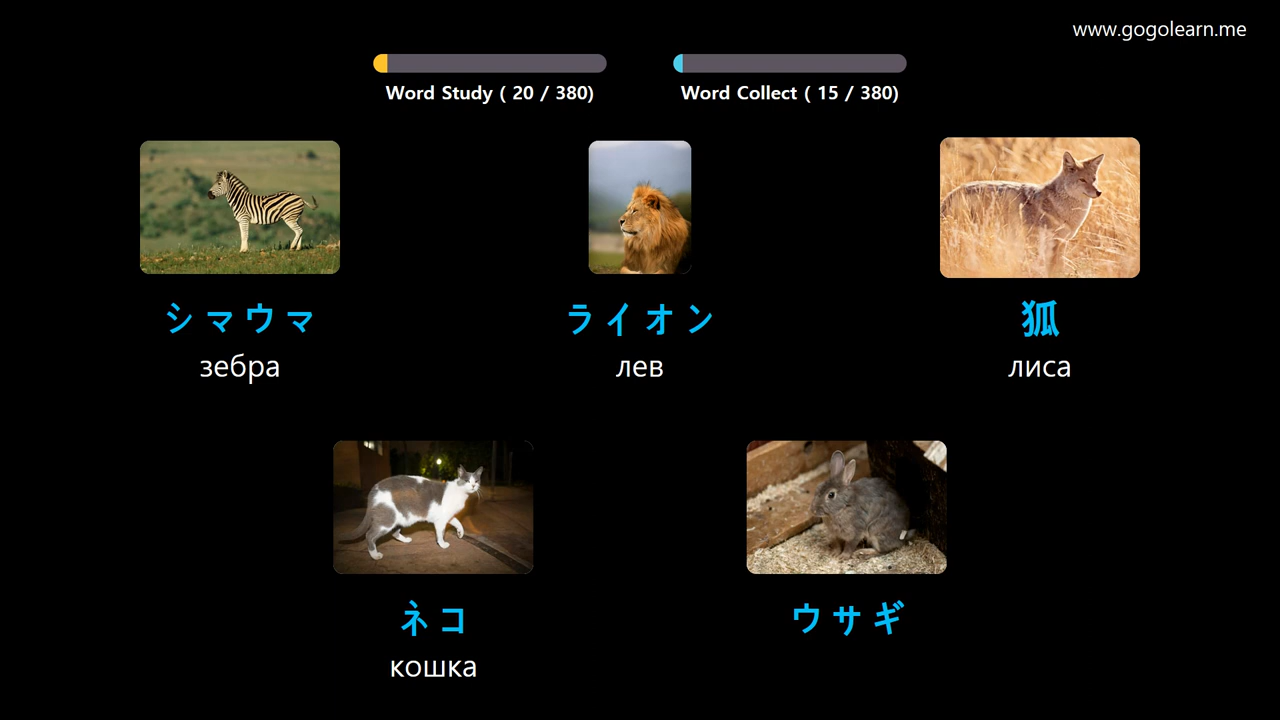 www.gogolearn.me
Word Study ( 20 / 380)
Word Collect ( 15 / 380)
シマウマ
зебра
ライオン
лев
狐
лиса
ネコ
кошка
ウサギ